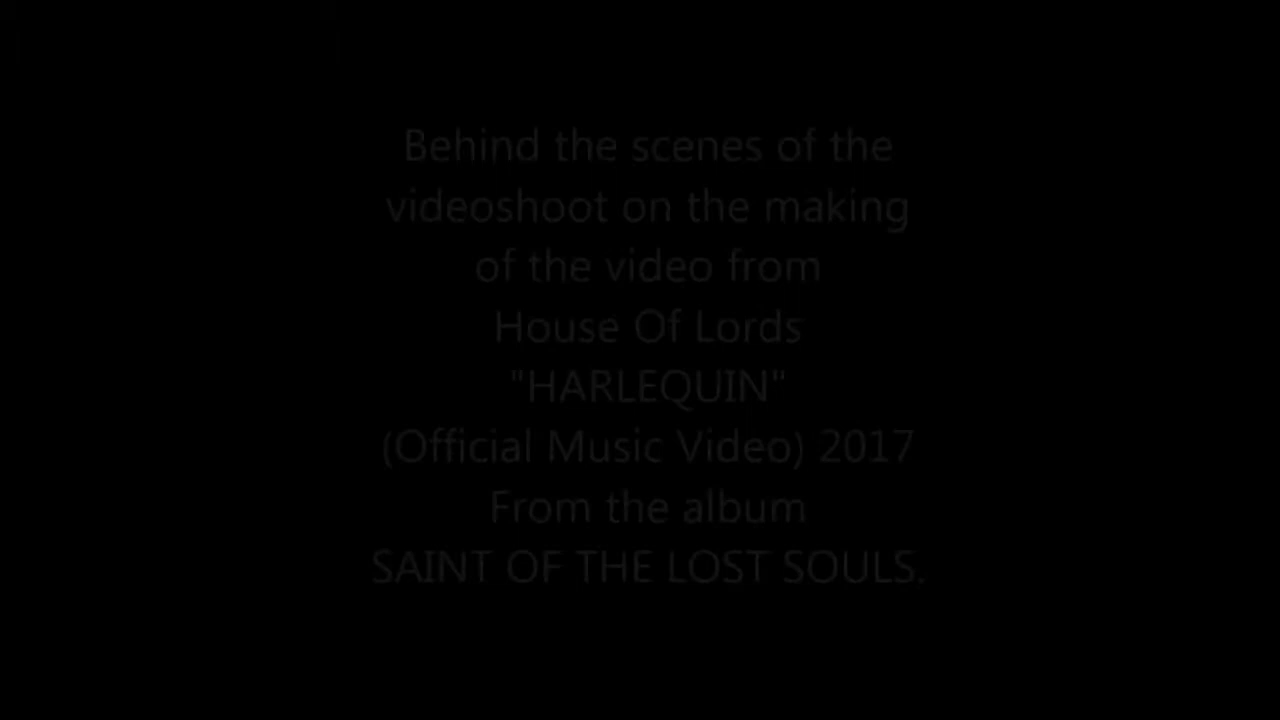 Behind the scenes of the
videoshoot on the making
of the video from
House Of Lords
"HARLEQUIN"
(Official Music Video) 2017
From the album
SAINT OF THE LOST SOULS.